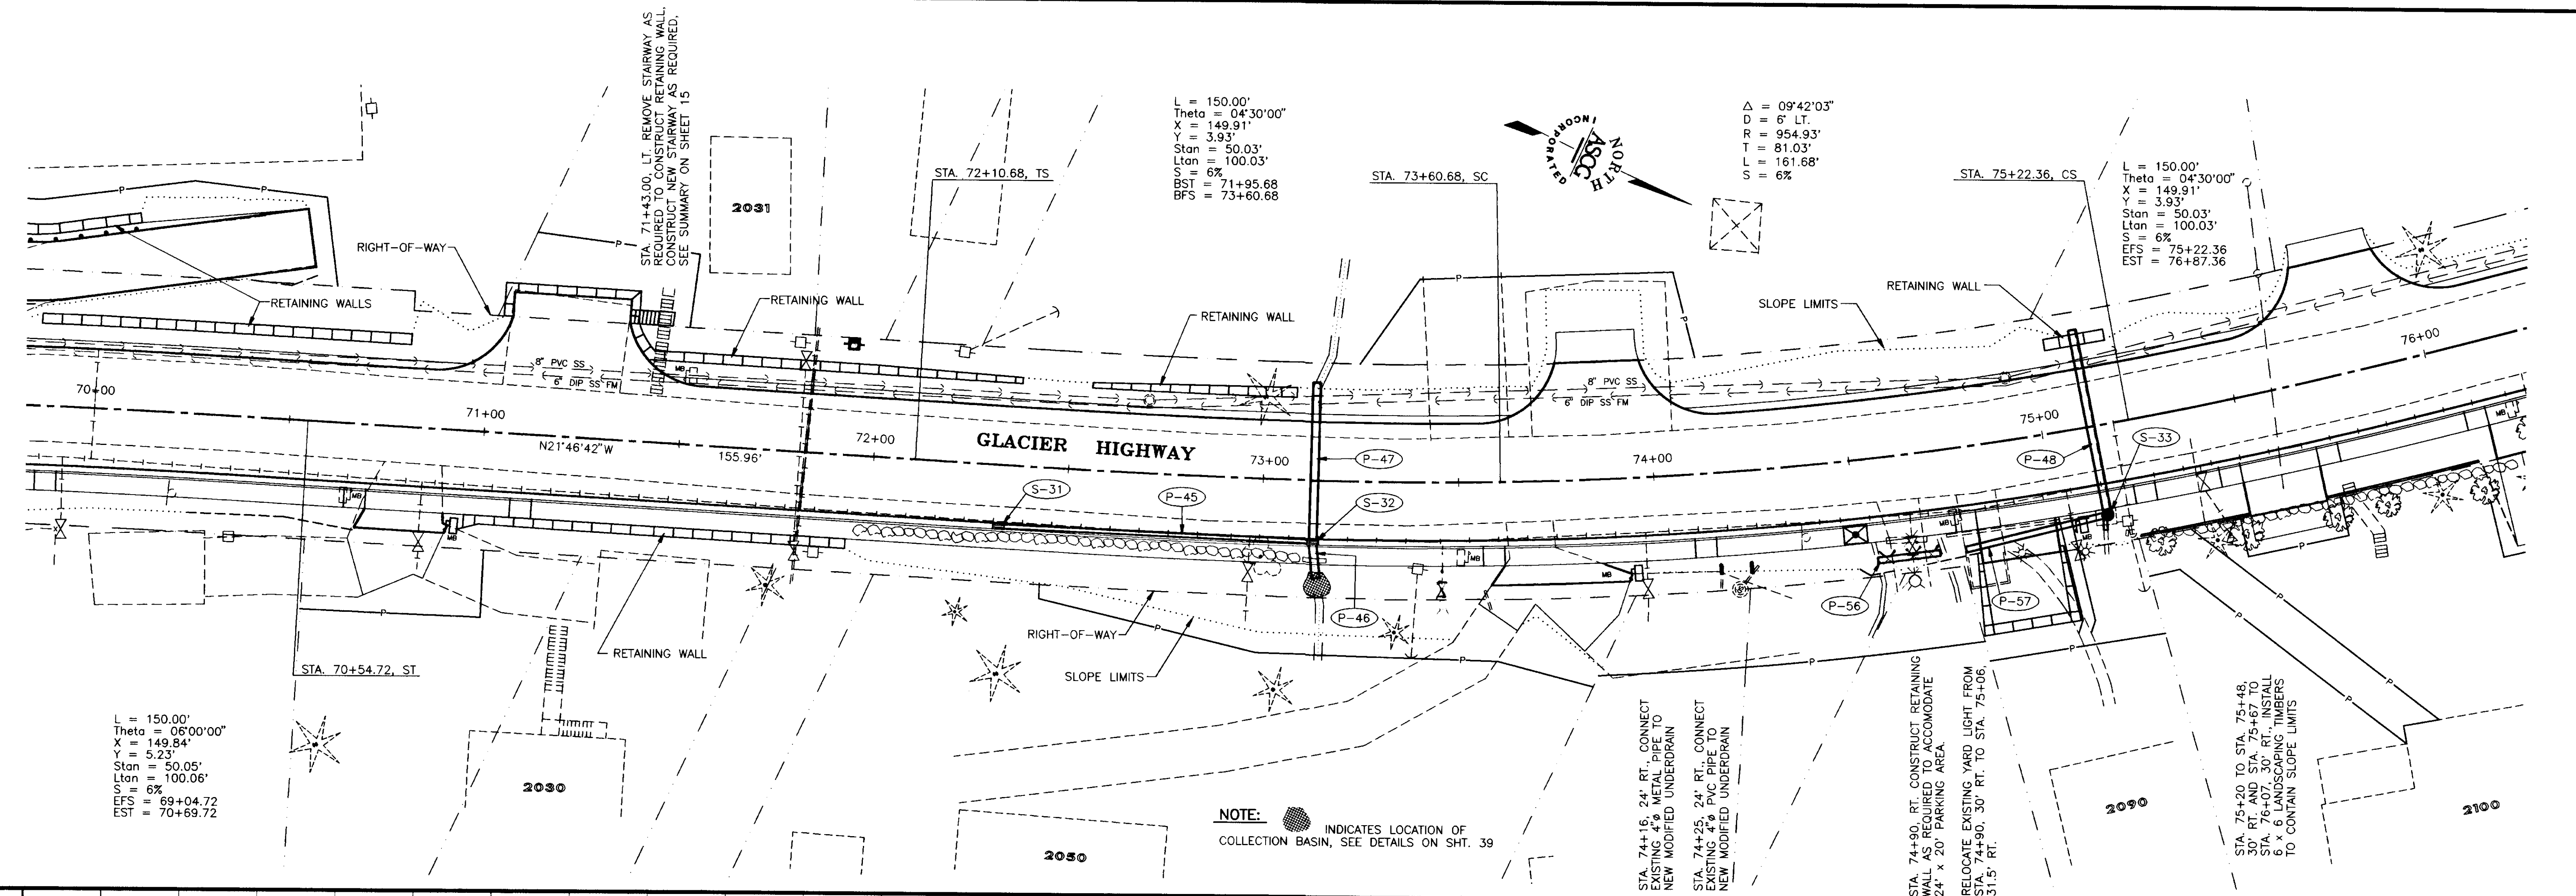 STA. 71+43.00, LT. REMOVE STAIRWAY AS
REQUIRED TO CONSTRUCT RETAINING WALL.
CONSTRUCT NEW STAIRWAY AS REQUIRED,
SEE SUMMARY ON SHEET 15
L = 150.00'
Theta = 04°30'00"
X = 149.91'
Y = 3.93'
Stan = 50.03'
Ltan = 100.03'
S = 6%
BST = 71+95.68
BFS = 73+60.68
NORTH
ASCG
INCORPORATED
Δ = 09°42'03"
D = 6° LT.
R = 954.93'
T = 81.03'
L = 161.68'
S = 6%
L = 150.00'
Theta = 04°30'00"
X = 149.91'
Y = 3.93'
Stan = 50.03'
Ltan = 100.03'
S = 6%
EFS = 75+22.36
EST = 76+87.36
STA. 72+10.68, TS
STA. 73+60.68, SC
STA. 75+22.36, CS
2031
P
P
P
P
P
RIGHT-OF-WAY
RETAINING WALLS
RETAINING WALL
RETAINING WALL
SLOPE LIMITS
RETAINING WALL
8" PVC SS
6" DIP SS FM
MB
8" PVC SS
6" DIP SS FM
70+00
71+00
72+00
73+00
74+00
75+00
76+00
N21°46'42"W
155.96'
GLACIER HIGHWAY
P-47
P-48
S-33
S-31
P-45
S-32
P-46
P-56
P-57
MB
MB
MB
MB
MB
MB
MB
RIGHT-OF-WAY
SLOPE LIMITS
RETAINING WALL
P
P
P
P
P
P
P
P
STA. 70+54.72, ST
L = 150.00'
Theta = 06°00'00"
X = 149.84'
Y = 5.23'
Stan = 50.05'
Ltan = 100.06'
S = 6%
EFS = 69+04.72
EST = 70+69.72
2030
2050
2090
2100
NOTE: INDICATES LOCATION OF
COLLECTION BASIN, SEE DETAILS ON SHT. 39
STA. 74+16, 24' RT., CONNECT
EXISTING 4"ø METAL PIPE TO
NEW MODIFIED UNDERDRAIN
STA. 74+25, 24' RT., CONNECT
EXISTING 4"ø PVC PIPE TO
NEW MODIFIED UNDERDRAIN
STA. 74+90, RT. CONSTRUCT RETAINING
WALL AS REQUIRED TO ACCOMODATE
24' x 20' PARKING AREA.
RELOCATE EXISTING YARD LIGHT FROM
STA. 74+90, 30' RT. TO STA. 75+06,
31.5' RT.
STA. 75+20 TO STA. 75+48,
30' RT. AND STA. 75+67 TO
STA. 76+07, 30' RT., INSTALL
6 x 6 LANDSCAPING TIMBERS
TO CONTAIN SLOPE LIMITS